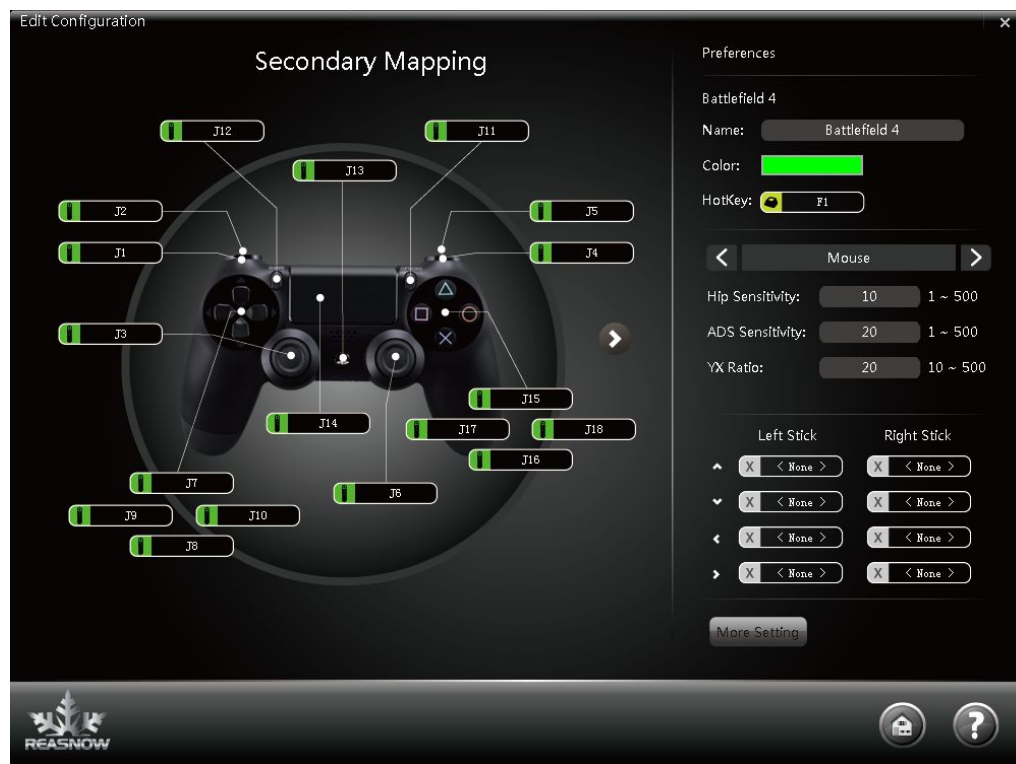 Edit Configuration
×
Secondary Mapping
J12
J11
J13
J2
J5
J1
J4
J3
J15
J14
J17
J18
J16
J7
J6
J9
J10
J8
Preferences
Battlefield 4
Name: Battlefield 4
Color:
HotKey: F1
< Mouse >
Hip Sensitivity: 10 1 ~ 500
ADS Sensitivity: 20 1 ~ 500
YX Ratio: 20 10 ~ 500
Left Stick Right Stick
X < None > X < None >
X < None > X < None >
X < None > X < None >
X < None > X < None >
More Setting
REASNOW
?